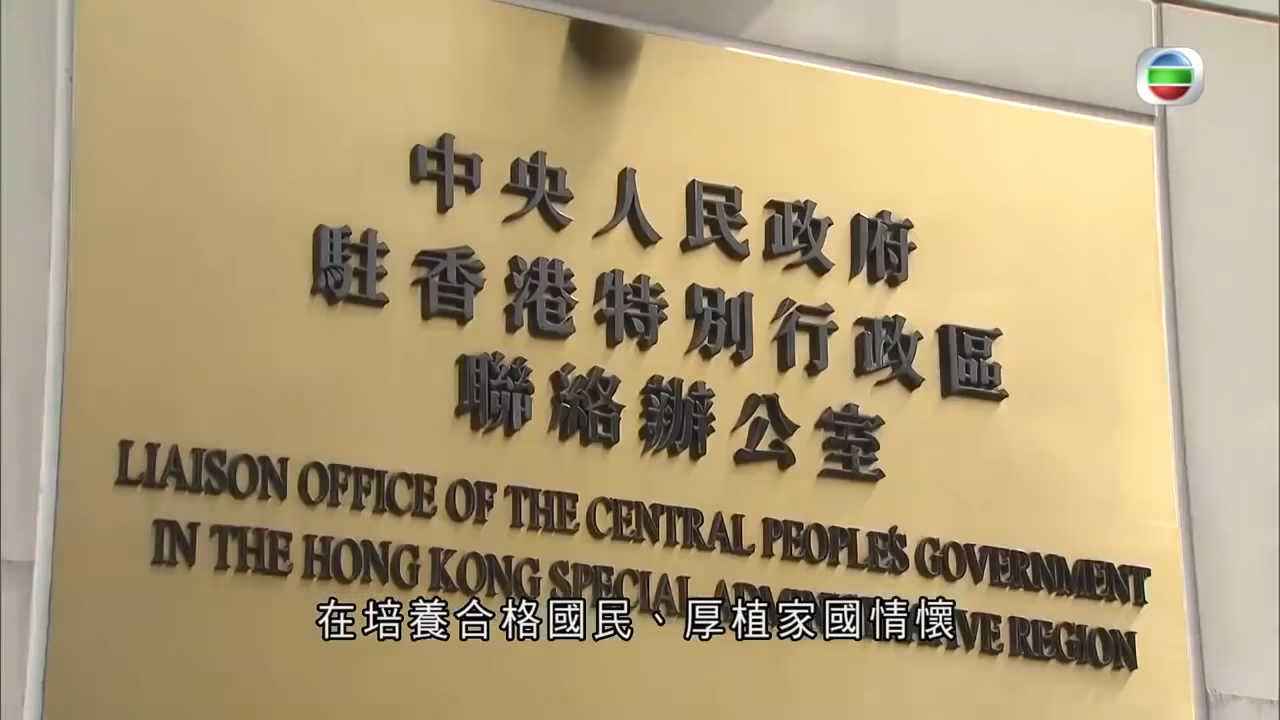 中央人民政府
駐香港特別行政區
聯絡辦公室
LIAISON OFFICE OF THE CENTRAL PEOPLE'S GOVERNMENT
IN THE HONG KONG SPECIAL ADMINISTRATIVE REGION
在培養合格國民、厚植家國情懷